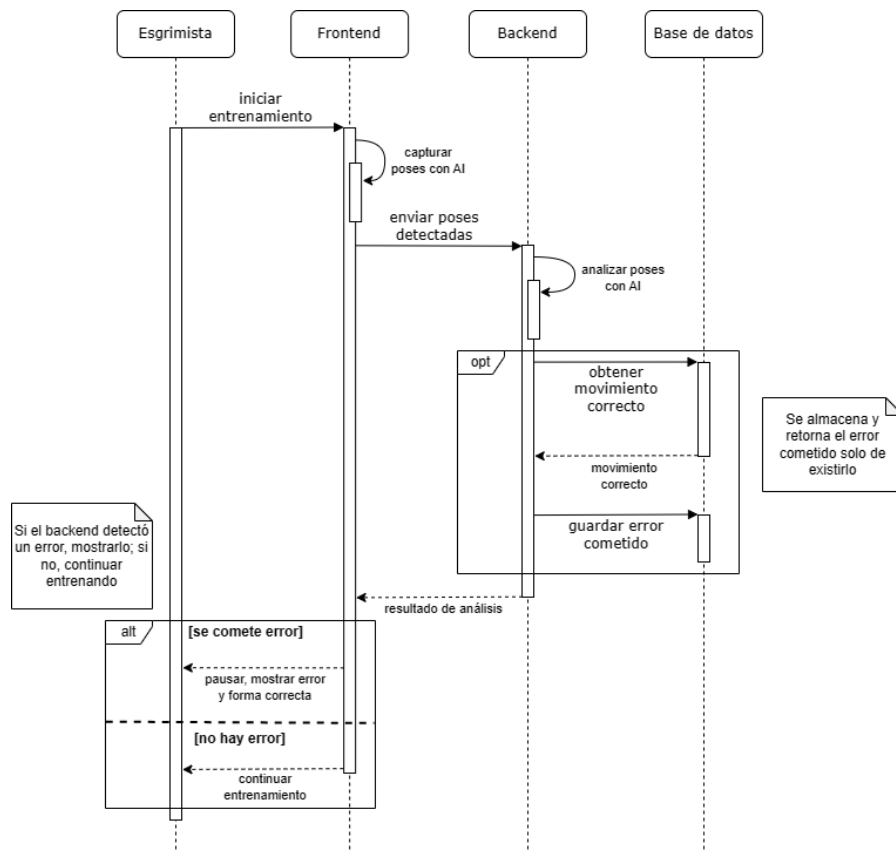 Esgrimista
Frontend
Backend
Base de datos
iniciar
entrenamiento
capturar
poses con AI
enviar poses
detectadas
analizar poses
con AI
opt
obtener
movimiento
correcto
Se almacena y
retorna el error
cometido solo de
existirlo
movimiento
correcto
guardar error
cometido
Si el backend detectó
un error, mostrarlo; si
no, continuar
entrenando
resultado de análisis
alt
[se comete error]
pausar, mostrar error
y forma correcta
[no hay error]
continuar
entrenamiento